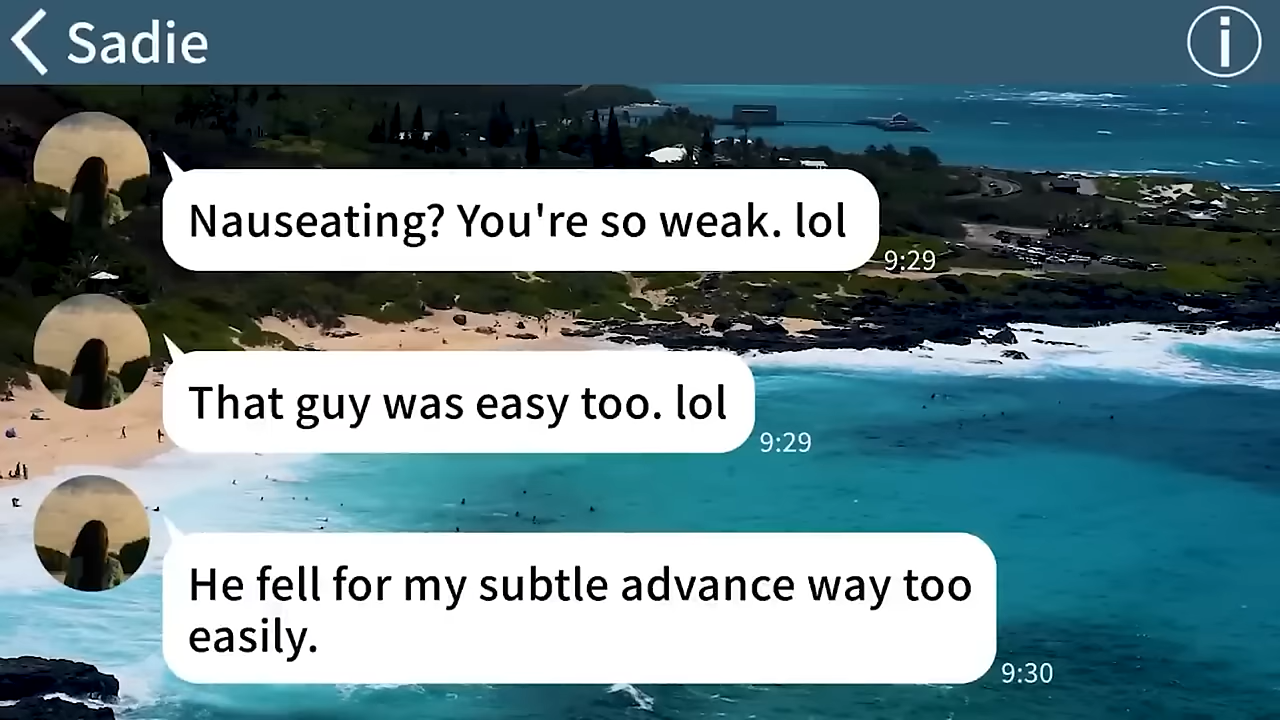 Sadie
Nauseating? You're so weak. lol
9:29
That guy was easy too. lol
9:29
He fell for my subtle advance way too
easily.
9:30